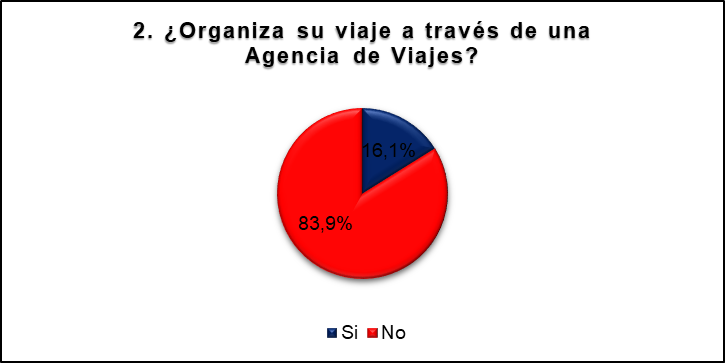 2. ¿Organiza su viaje a través de una
Agencia de Viajes?
16,1%
83,9%
Si No